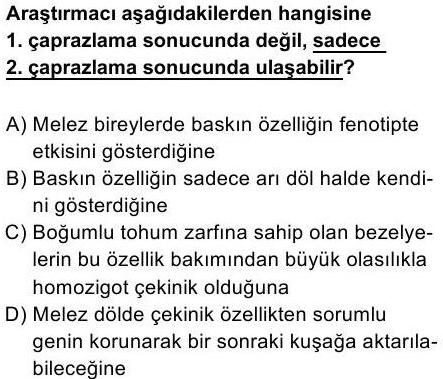 Araştırmacı aşağıdakilerden hangisine
1. çaprazlama sonucunda değil, sadece
2. çaprazlama sonucunda ulaşabilir?
A) Melez bireylerde baskın özelliğin fenotipte
etkisini gösterdiğine
B) Baskın özelliğin sadece arı döl halde kendi-
ni gösterdiğine
C) Boğumlu tohum zarfına sahip olan bezelye-
lerin bu özellik bakımından büyük olasılıkla
homozigot çekinik olduğuna
D) Melez dölde çekinik özellikten sorumlu
genin korunarak bir sonraki kuşağa aktarıla-
bileceğine